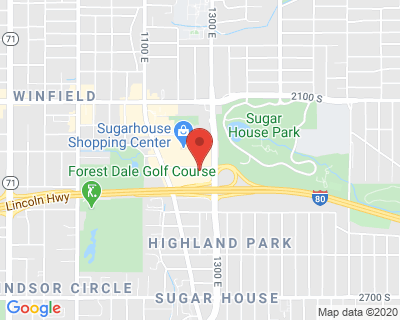 1100 E
1300 E
71
2100 S
WINFIELD
Sugarhouse
Shopping Center
Sugar
House Park
71
Forest Dale Golf Course
Lincoln Hwy
80
HIGHLAND PARK
1300 E
NDSOR CIRCLE
SUGAR HOUSE
2700 S
Google
Map data ©2020